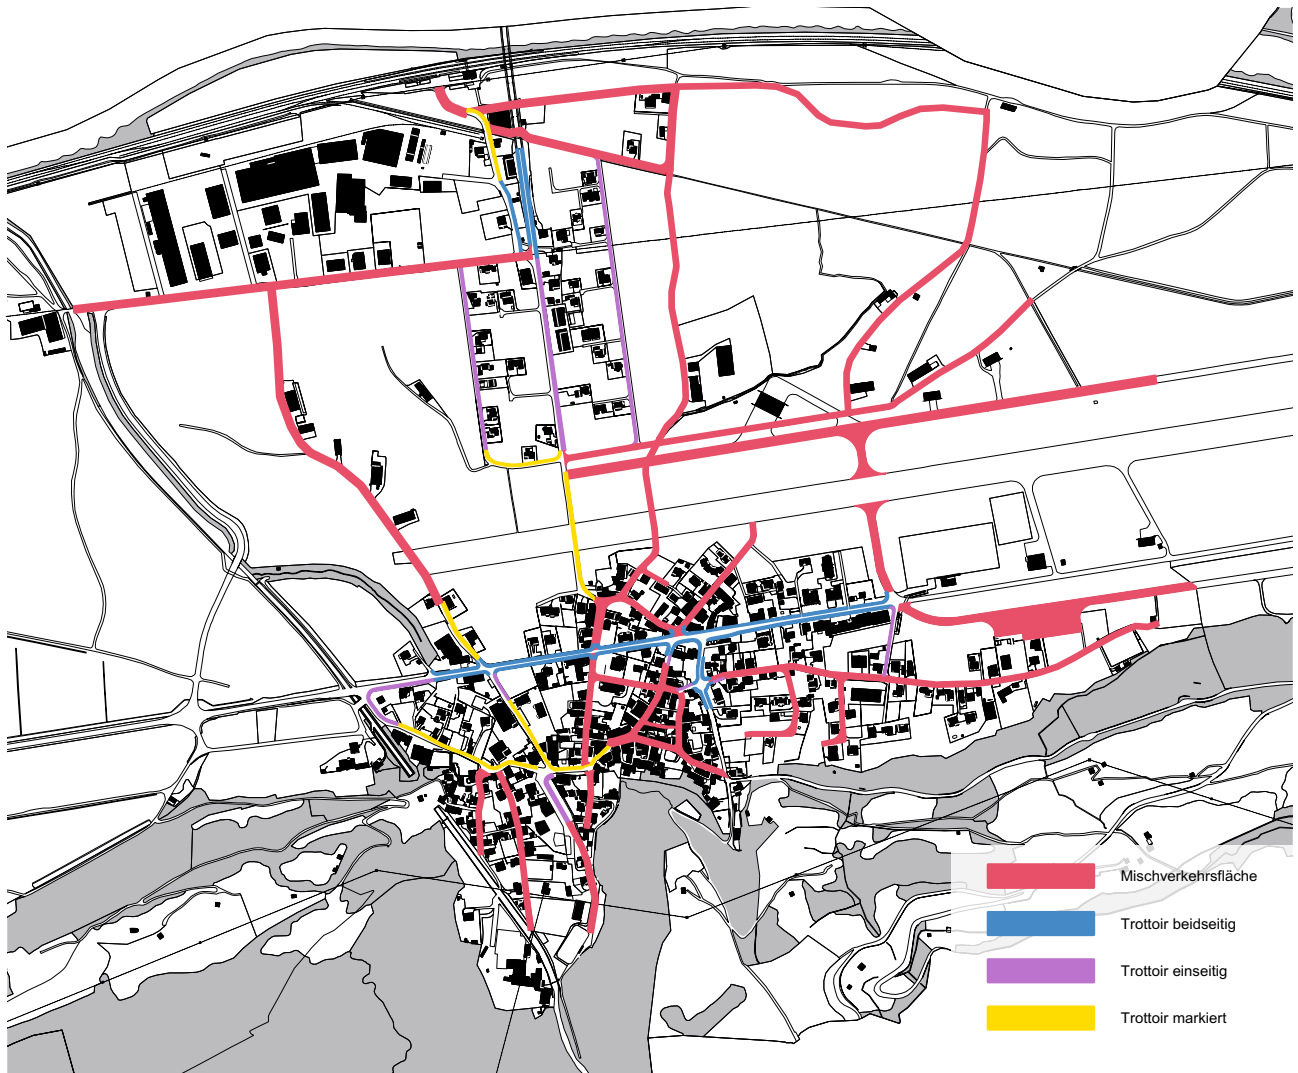 Mischverkehrsfläche
Trottoir beidseitig
Trottoir einseitig
Trottoir markiert